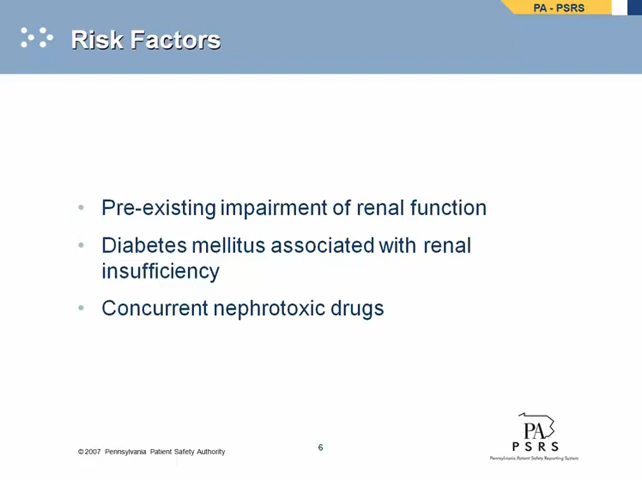 PA - PSRS
Risk Factors
• Pre-existing impairment of renal function
• Diabetes mellitus associated with renal
insufficiency
• Concurrent nephrotoxic drugs
© 2007 Pennsylvania Patient Safety Authority
6
PA
PSRS
Pennsylvania Patient Safety Reporting System